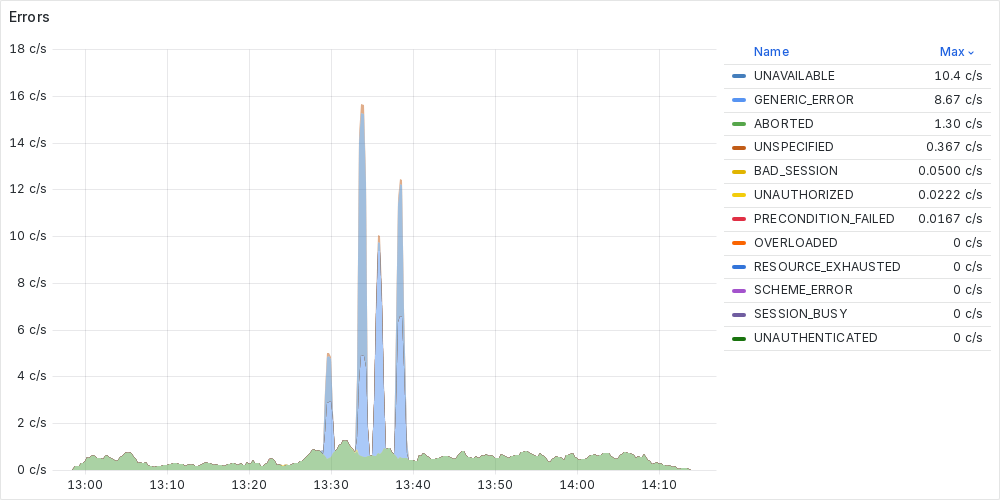 Errors
18 c/s
16 c/s
14 c/s
12 c/s
10 c/s
8 c/s
6 c/s
4 c/s
2 c/s
0 c/s
13:00 13:10 13:20 13:30 13:40 13:50 14:00 14:10
Name Max
UNAVAILABLE 10.4 c/s
GENERIC_ERROR 8.67 c/s
ABORTED 1.30 c/s
UNSPECIFIED 0.367 c/s
BAD_SESSION 0.0500 c/s
UNAUTHORIZED 0.0222 c/s
PRECONDITION_FAILED 0.0167 c/s
OVERLOADED 0 c/s
RESOURCE_EXHAUSTED 0 c/s
SCHEME_ERROR 0 c/s
SESSION_BUSY 0 c/s
UNAUTHENTICATED 0 c/s